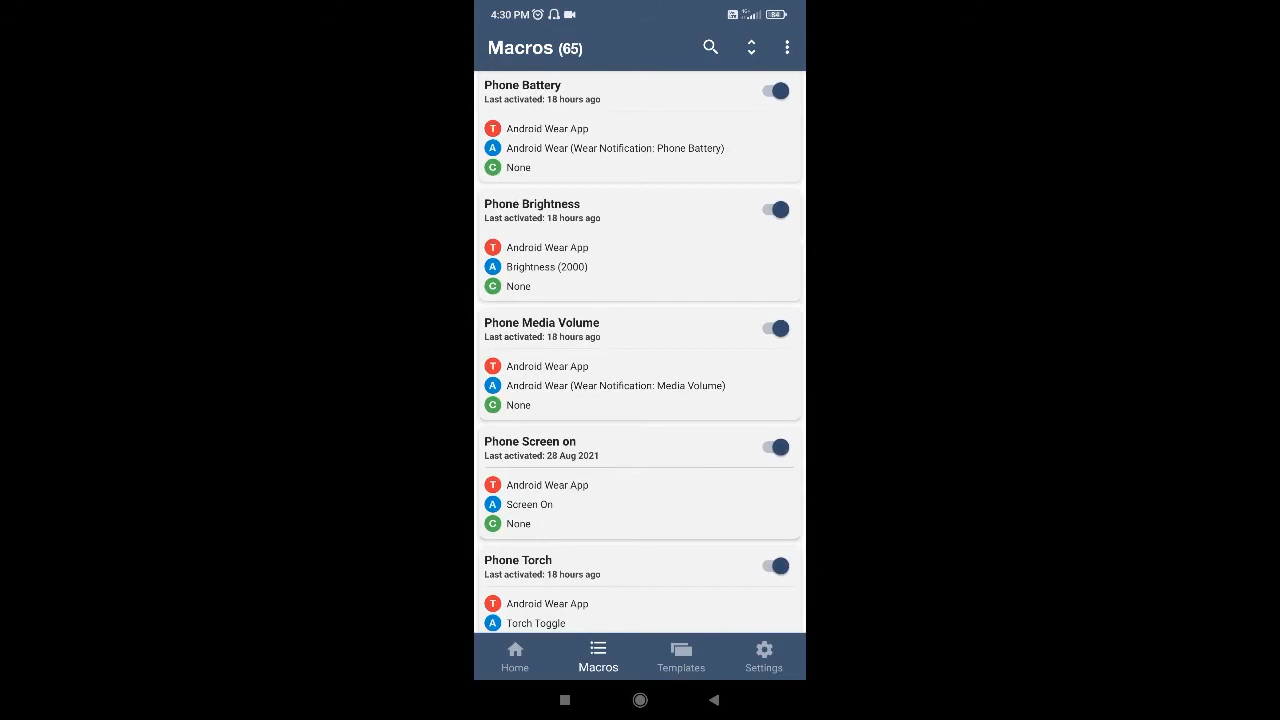 4:30 PM
84
Macros (65)
Phone Battery
Last activated: 18 hours ago
T Android Wear App
A Android Wear (Wear Notification: Phone Battery)
C None
Phone Brightness
Last activated: 18 hours ago
T Android Wear App
A Brightness (2000)
C None
Phone Media Volume
Last activated: 18 hours ago
T Android Wear App
A Android Wear (Wear Notification: Media Volume)
C None
Phone Screen on
Last activated: 28 Aug 2021
T Android Wear App
A Screen On
C None
Phone Torch
Last activated: 18 hours ago
T Android Wear App
A Torch Toggle
Home Macros Templates Settings